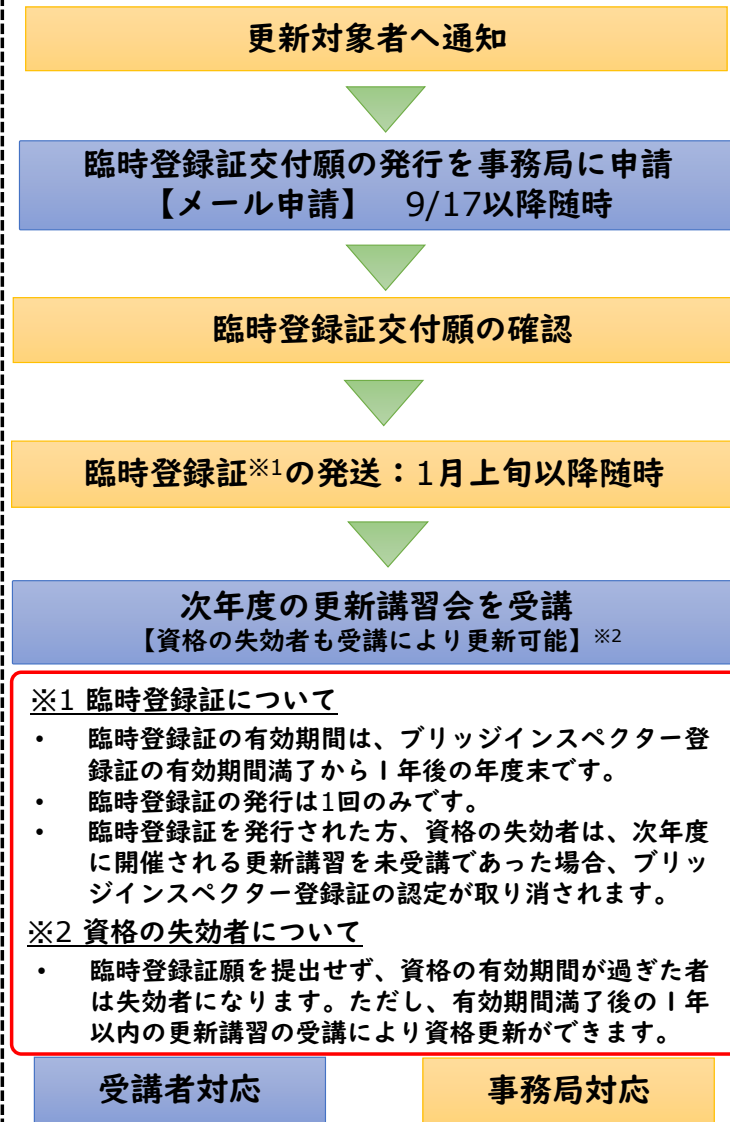 更新対象者へ通知
臨時登録証交付願の発行を事務局に申請
【メール申請】　9/17以降随時
臨時登録証交付願の確認
臨時登録証※1の発送：1月上旬以降随時
次年度の更新講習会を受講
【資格の失効者も受講により更新可能】※2
※1 臨時登録証について
・ 臨時登録証の有効期間は、ブリッジインスペクター登
録証の有効期間満了から1年後の年度末です。
・ 臨時登録証の発行は1回のみです。
・ 臨時登録証を発行された方、資格の失効者は、次年度
に開催される更新講習を未受講であった場合、ブリッ
ジインスペクター登録証の認定が取り消されます。
※2 資格の失効者について
・ 臨時登録証願を提出せず、資格の有効期間が過ぎた者
は失効者になります。ただし、有効期間満了後の1年
以内の更新講習の受講により資格更新ができます。
受講者対応
事務局対応